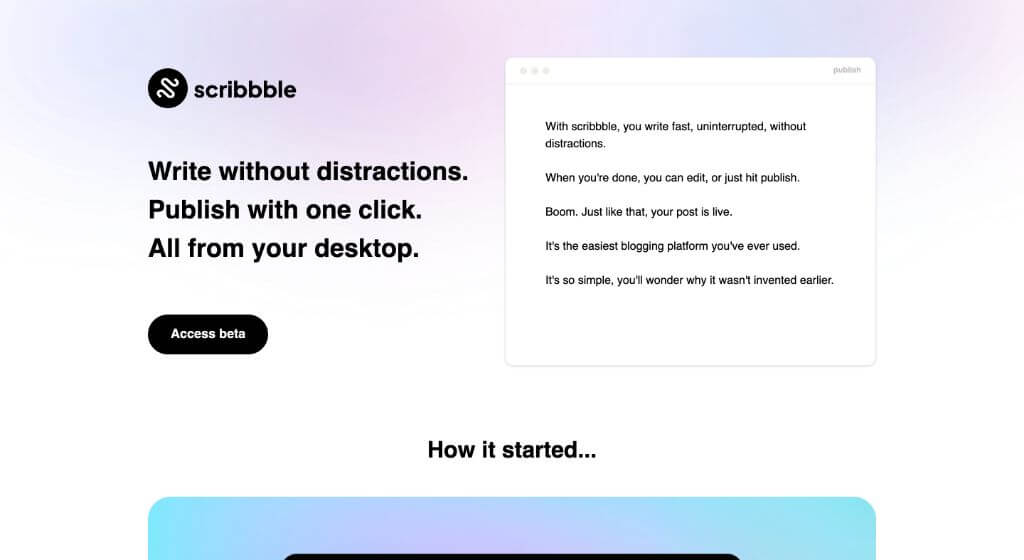 scribbble
Write without distractions.
Publish with one click.
All from your desktop.
Access beta
publish
With scribbble, you write fast, uninterrupted, without
distractions.
When you're done, you can edit, or just hit publish.
Boom. Just like that, your post is live.
It's the easiest blogging platform you've ever used.
It's so simple, you'll wonder why it wasn't invented earlier.
How it started...